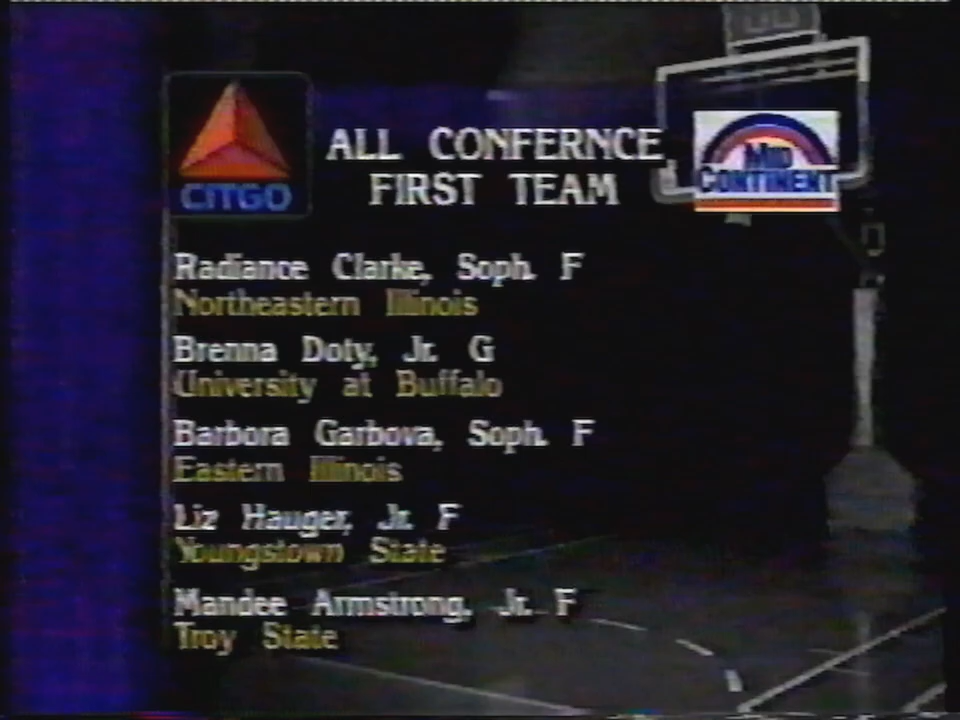 CITGO
ALL CONFERNCE
FIRST TEAM
MID
CONTINENT
Radiance Clarke, Soph. F
Northeastern Illinois
Brenna Doty, Jr. G
University at Buffalo
Barbora Garbova, Soph. F
Eastern Illinois
Liz Hauger, Jr. F
Youngstown State
Mandee Armstrong, Jr. F
Troy State